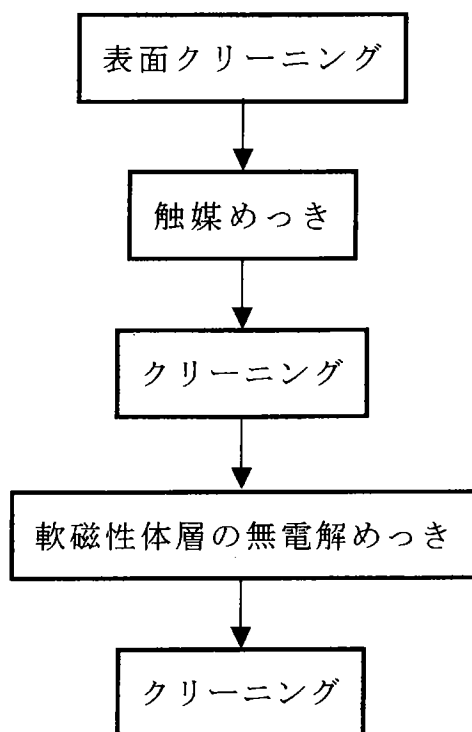 表面クリーニング
触媒めっき
クリーニング
軟磁性体層の無電解めっき
クリーニング